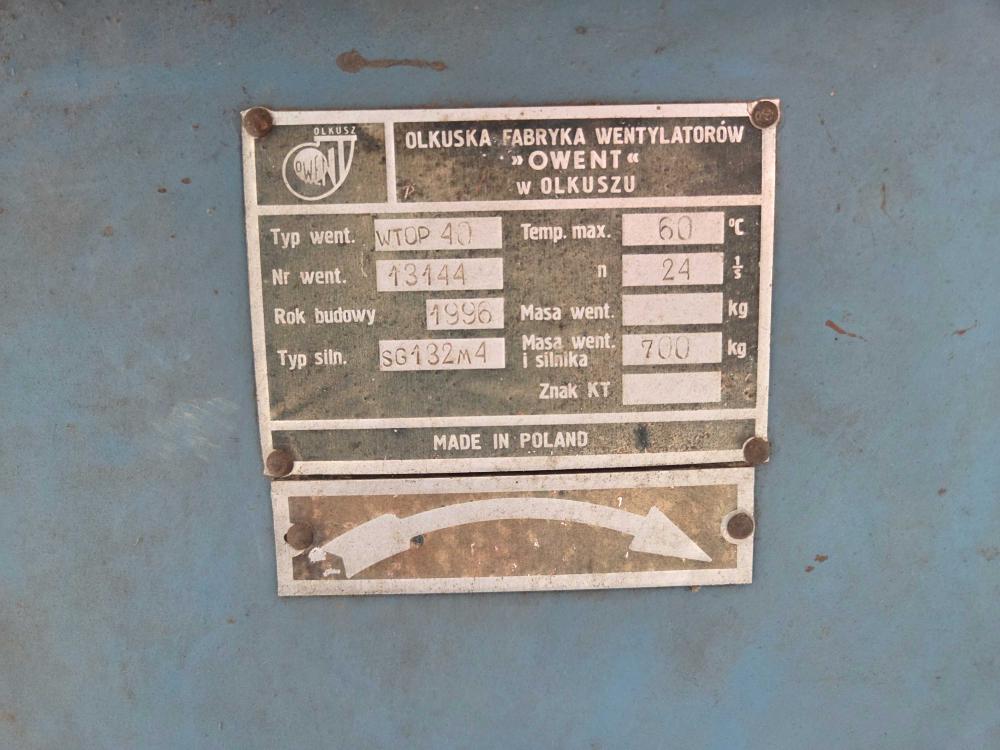 OLKUSZ
OWENT
OLKUSKA FABRYKA WENTYLATORÓW
»OWENT«
W OLKUSZU
Typ went. WTOP 40
Temp. max. 60 °C
Nr went. 13144
n 24 1/s
Rok budowy 1996
Masa went. kg
Typ siln. SG132M4
Masa went. i silnika 700 kg
Znak KT
MADE IN POLAND